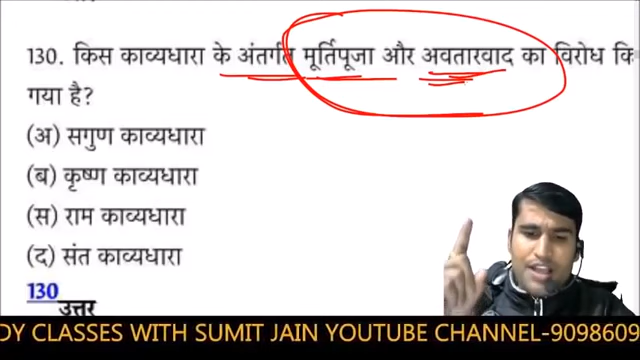 130. किस काव्यधारा के अंतर्गत मूर्तिपूजा और अवतारवाद का विरोध कि
गया है?
(अ) सगुण काव्यधारा
(ब) कृष्ण काव्यधारा
(स) राम काव्यधारा
(द) संत काव्यधारा
130
उत्तर
DY CLASSES WITH SUMIT JAIN YOUTUBE CHANNEL-9098609